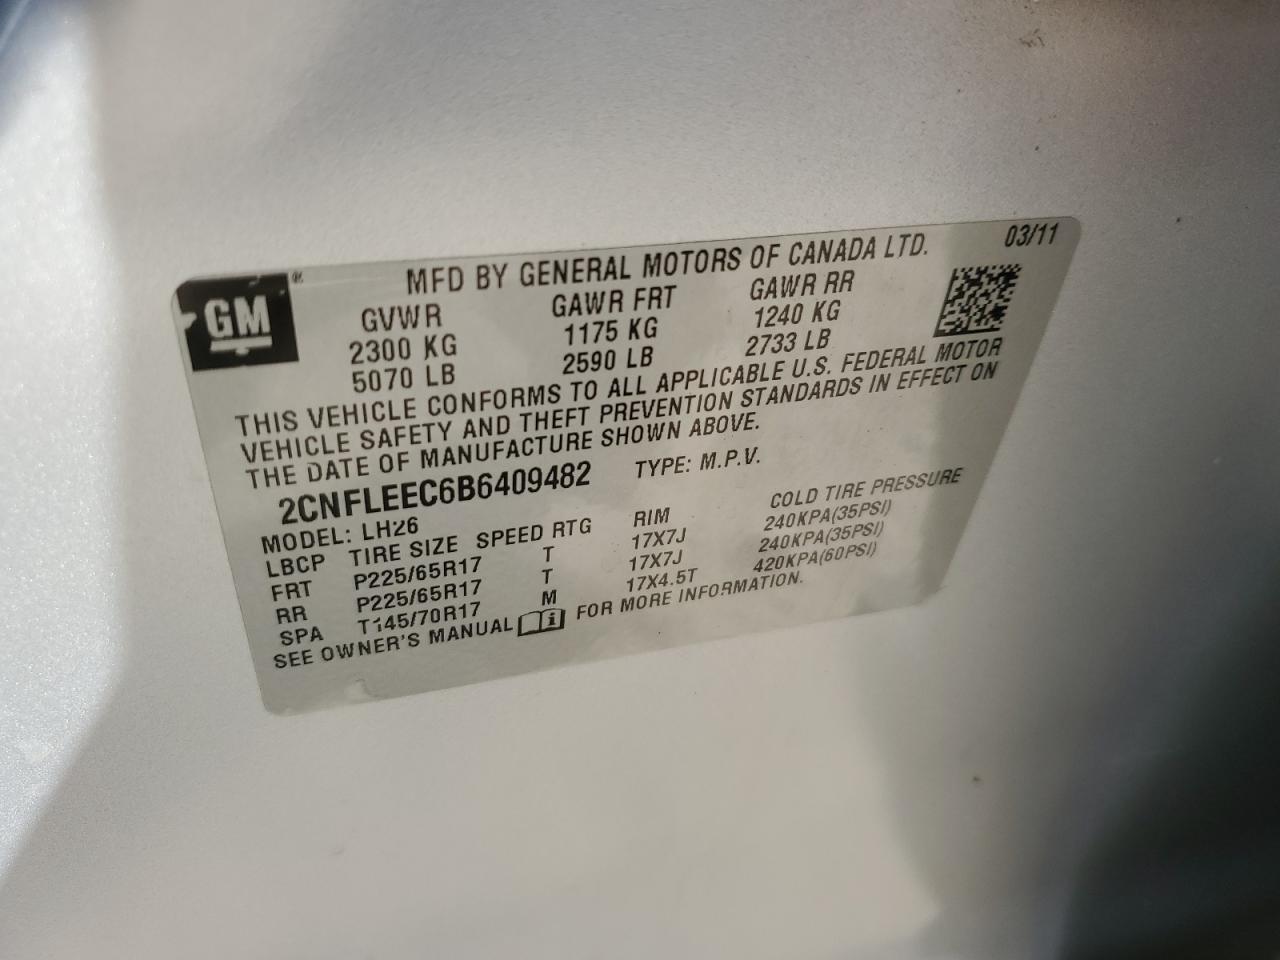 03/11
MFD BY GENERAL MOTORS OF CANADA LTD.
GM ®
GVWR GAWR FRT GAWR RR
2300 KG 1175 KG 1240 KG
5070 LB 2590 LB 2733 LB
THIS VEHICLE CONFORMS TO ALL APPLICABLE U.S. FEDERAL MOTOR
VEHICLE SAFETY AND THEFT PREVENTION STANDARDS IN EFFECT ON
THE DATE OF MANUFACTURE SHOWN ABOVE.
2CNFLEEC6B6409482 TYPE: M.P.V.
MODEL: LH26
LBCP TIRE SIZE SPEED RTG RIM COLD TIRE PRESSURE
FRT P225/65R17 T 17X7J 240KPA(35PSI)
RR P225/65R17 T 17X7J 240KPA(35PSI)
SPA T145/70R17 M 17X4.5T 420KPA(60PSI)
SEE OWNER'S MANUAL i FOR MORE INFORMATION.